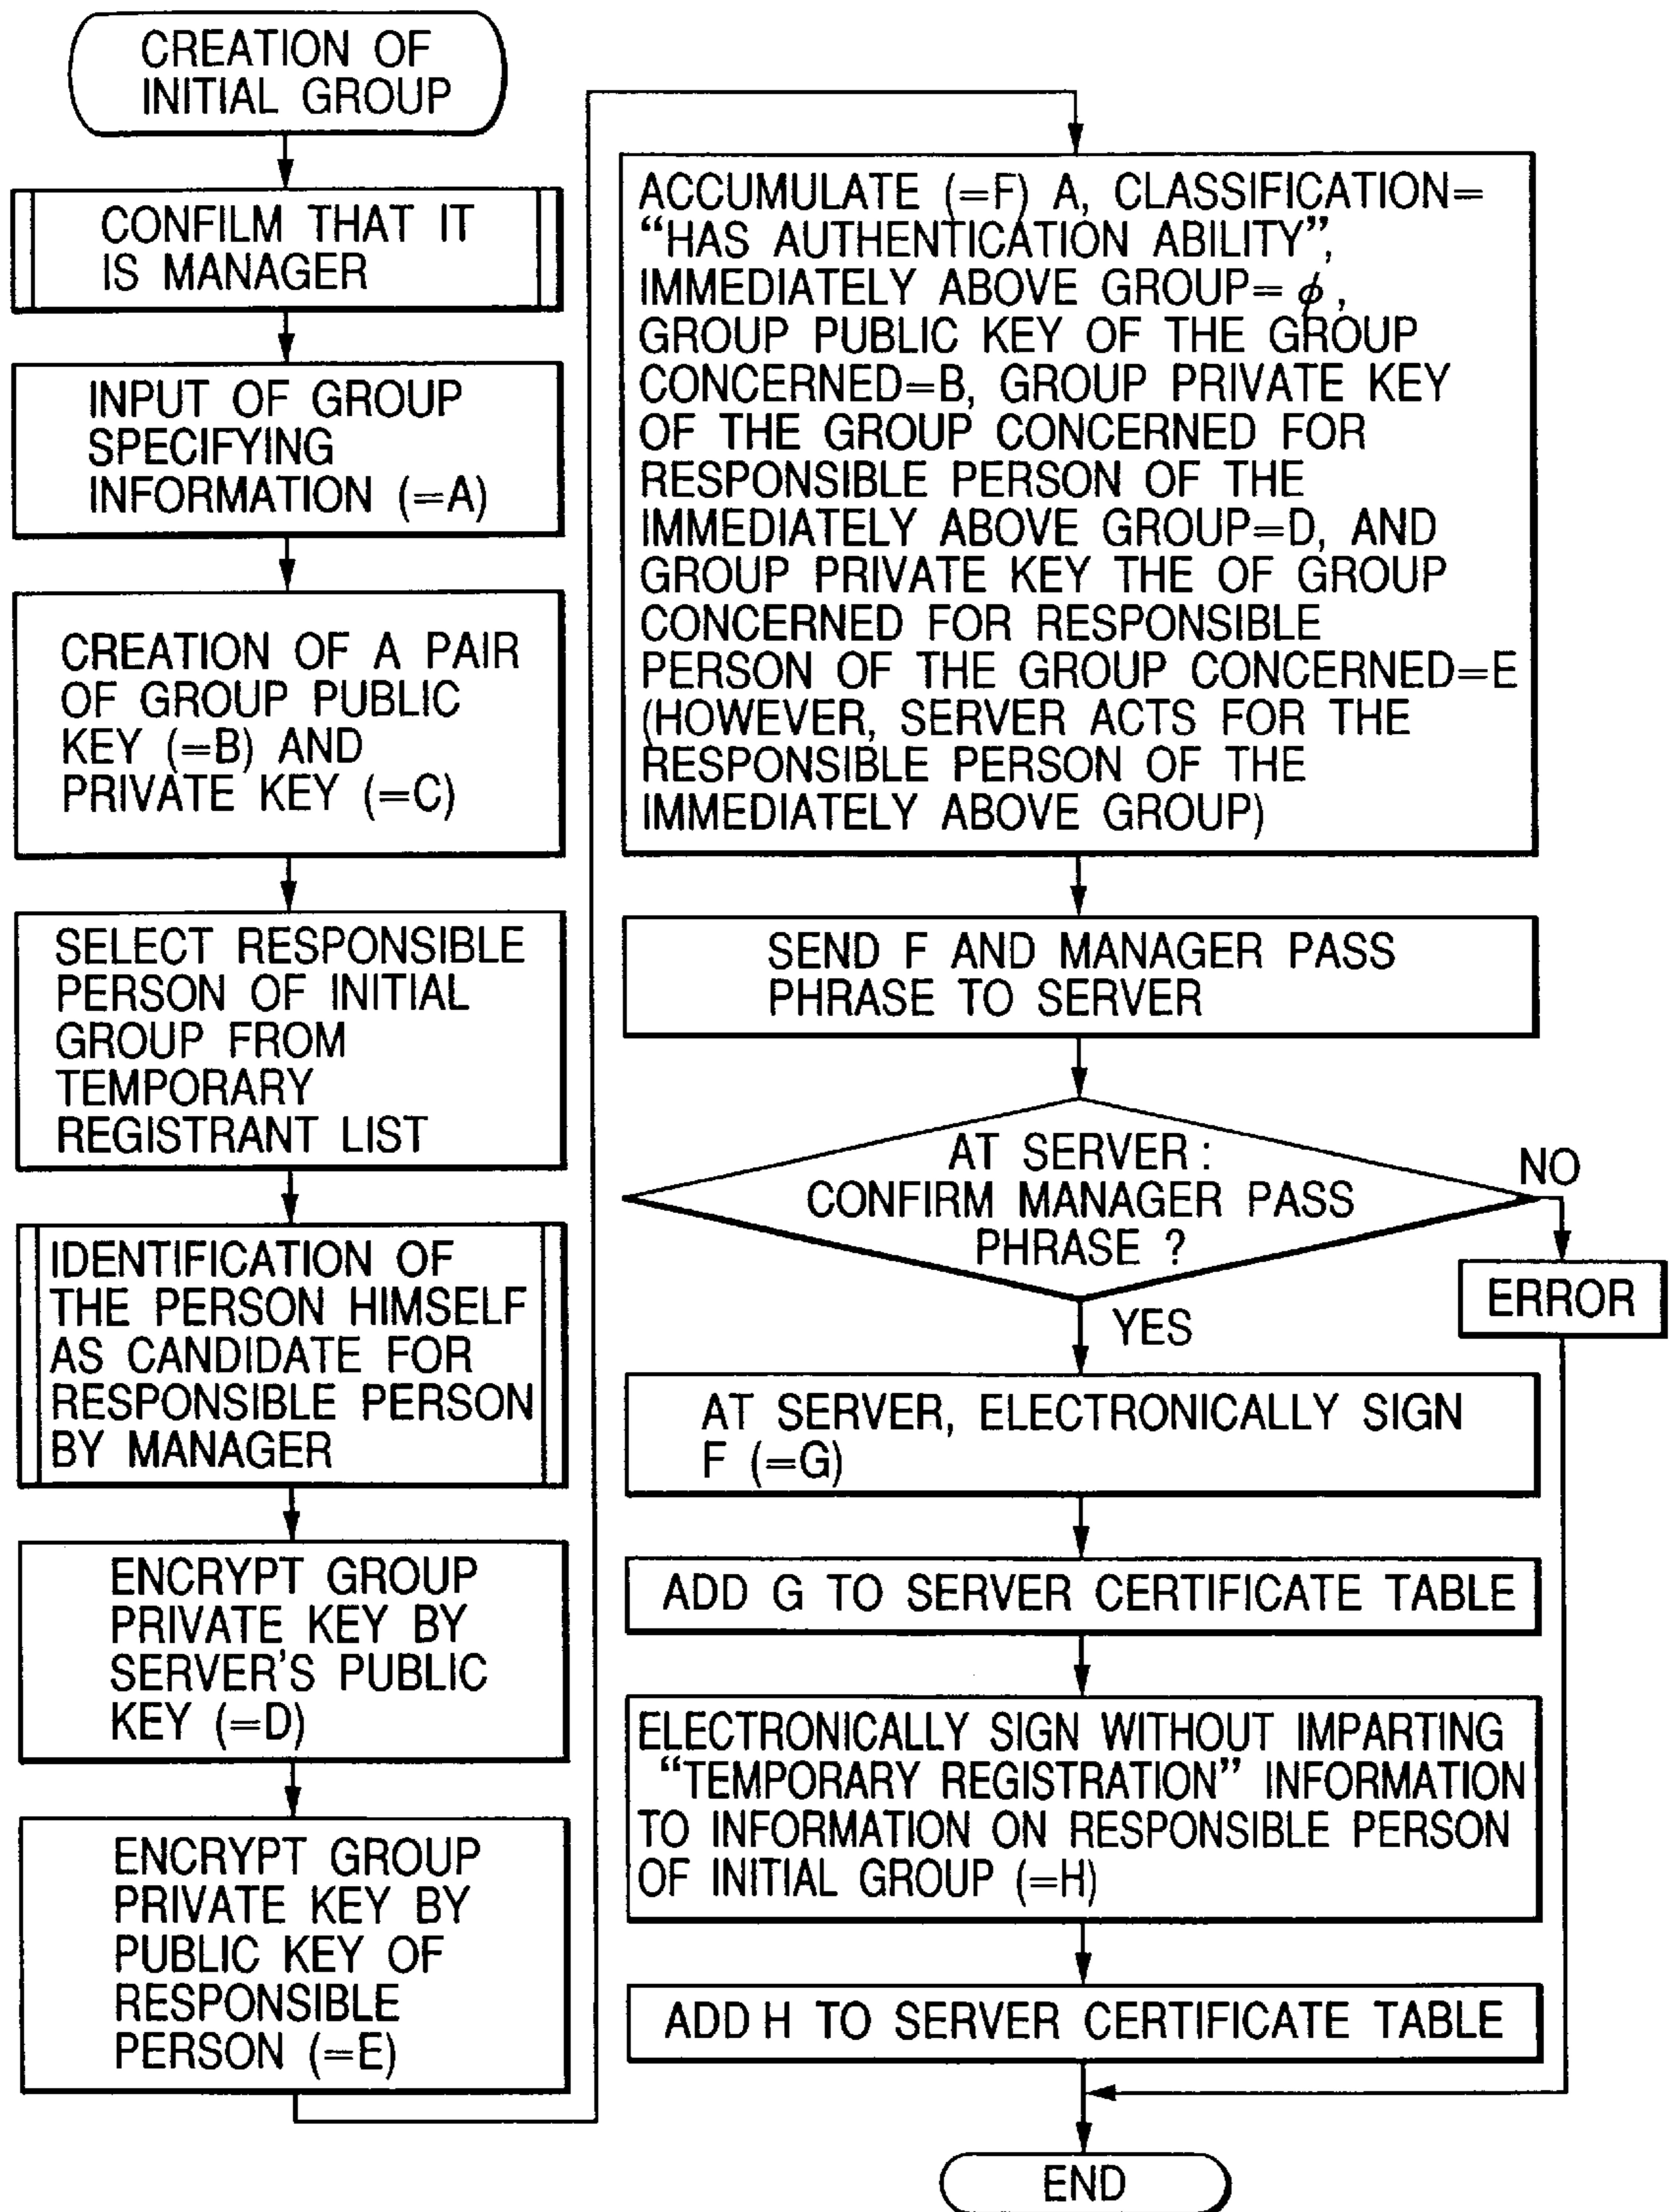 CREATION OF
INITIAL GROUP
CONFILM THAT IT
IS MANAGER
INPUT OF GROUP
SPECIFYING
INFORMATION (=A)
CREATION OF A PAIR
OF GROUP PUBLIC
KEY (=B) AND
PRIVATE KEY (=C)
SELECT RESPONSIBLE
PERSON OF INITIAL
GROUP FROM
TEMPORARY
REGISTRANT LIST
IDENTIFICATION OF
THE PERSON HIMSELF
AS CANDIDATE FOR
RESPONSIBLE PERSON
BY MANAGER
ENCRYPT GROUP
PRIVATE KEY BY
SERVER'S PUBLIC
KEY (=D)
ENCRYPT GROUP
PRIVATE KEY BY
PUBLIC KEY OF
RESPONSIBLE
PERSON (=E)
ACCUMULATE (=F) A, CLASSIFICATION=
“HAS AUTHENTICATION ABILITY”,
IMMEDIATELY ABOVE GROUP= ϕ,
GROUP PUBLIC KEY OF THE GROUP
CONCERNED=B, GROUP PRIVATE KEY
OF THE GROUP CONCERNED FOR
RESPONSIBLE PERSON OF THE
IMMEDIATELY ABOVE GROUP=D, AND
GROUP PRIVATE KEY THE OF GROUP
CONCERNED FOR RESPONSIBLE
PERSON OF THE GROUP CONCERNED=E
(HOWEVER, SERVER ACTS FOR THE
RESPONSIBLE PERSON OF THE
IMMEDIATELY ABOVE GROUP)
SEND F AND MANAGER PASS
PHRASE TO SERVER
AT SERVER:
CONFIRM MANAGER PASS
PHRASE ?
NO
ERROR
YES
AT SERVER, ELECTRONICALLY SIGN
F (=G)
ADD G TO SERVER CERTIFICATE TABLE
ELECTRONICALLY SIGN WITHOUT IMPARTING
“TEMPORARY REGISTRATION” INFORMATION
TO INFORMATION ON RESPONSIBLE PERSON
OF INITIAL GROUP (=H)
ADD H TO SERVER CERTIFICATE TABLE
END